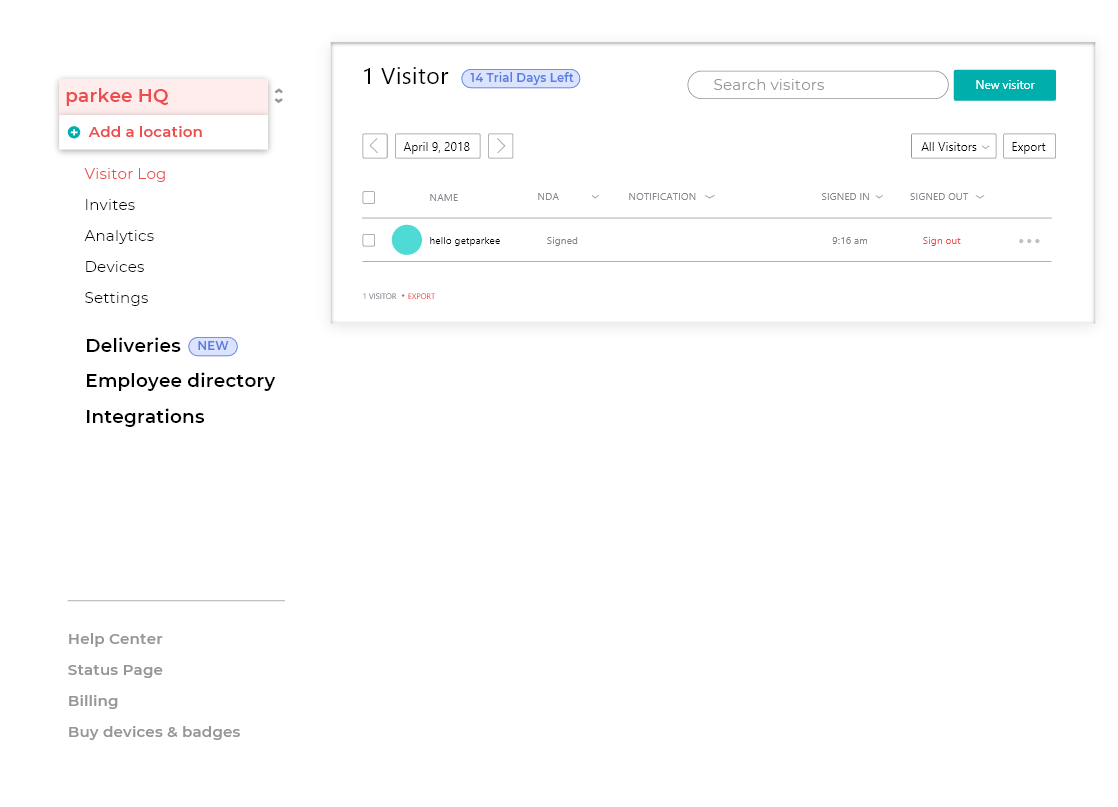 parkee HQ
Add a location
Visitor Log
Invites
Analytics
Devices
Settings
Deliveries NEW
Employee directory
Integrations
Help Center
Status Page
Billing
Buy devices & badges
1 Visitor 14 Trial Days Left Search visitors New visitor
April 9, 2018 All Visitors Export
NAME NDA NOTIFICATION SIGNED IN SIGNED OUT
hello getparkee Signed 9:16 am Sign out
1 VISITOR • EXPORT